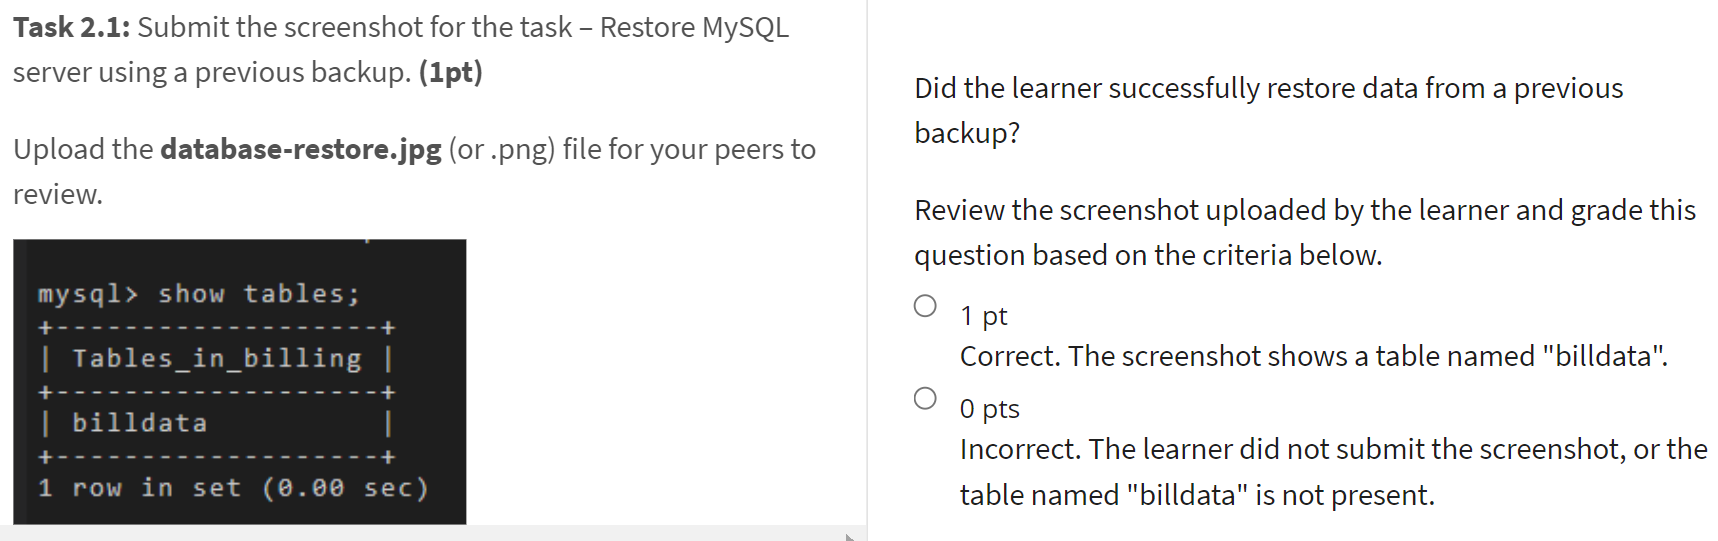 Task 2.1: Submit the screenshot for the task – Restore MySQL
server using a previous backup. (1pt)
Upload the database-restore.jpg (or .png) file for your peers to
review.
mysql> show tables;
+-------------------+
| Tables_in_billing |
+-------------------+
| billdata          |
+-------------------+
1 row in set (0.00 sec)
Did the learner successfully restore data from a previous
backup?
Review the screenshot uploaded by the learner and grade this
question based on the criteria below.
1 pt
Correct. The screenshot shows a table named "billdata".
0 pts
Incorrect. The learner did not submit the screenshot, or the
table named "billdata" is not present.